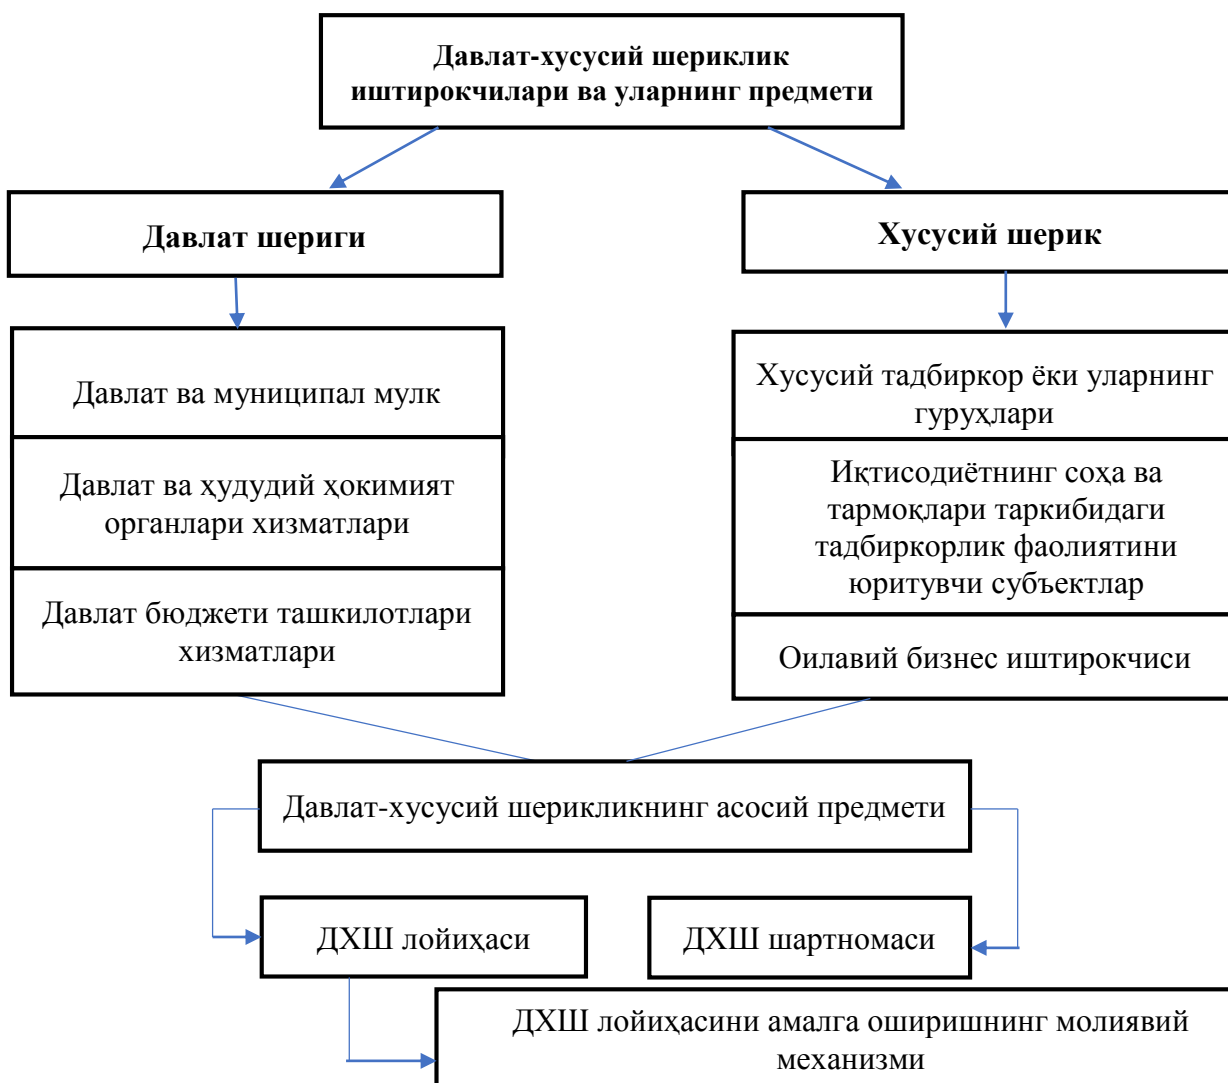 Давлат-хусусий шериклик
иштирокчилари ва уларнинг предмети
Давлат шериги
Хусусий шерик
Давлат ва муниципал мулк
Давлат ва ҳудудий ҳокимият
органлари хизматлари
Давлат бюджети ташкилотлари
хизматлари
Хусусий тадбиркор ёки уларнинг
гуруҳлари
Иқтисодиётнинг соҳа ва
тармоқлари таркибидаги
тадбиркорлик фаолиятини
юритувчи субъектлар
Оилавий бизнес иштирокчиси
Давлат-хусусий шерикликнинг асосий предмети
ДХШ лойиҳаси
ДХШ шартномаси
ДХШ лойиҳасини амалга оширишнинг молиявий
механизми